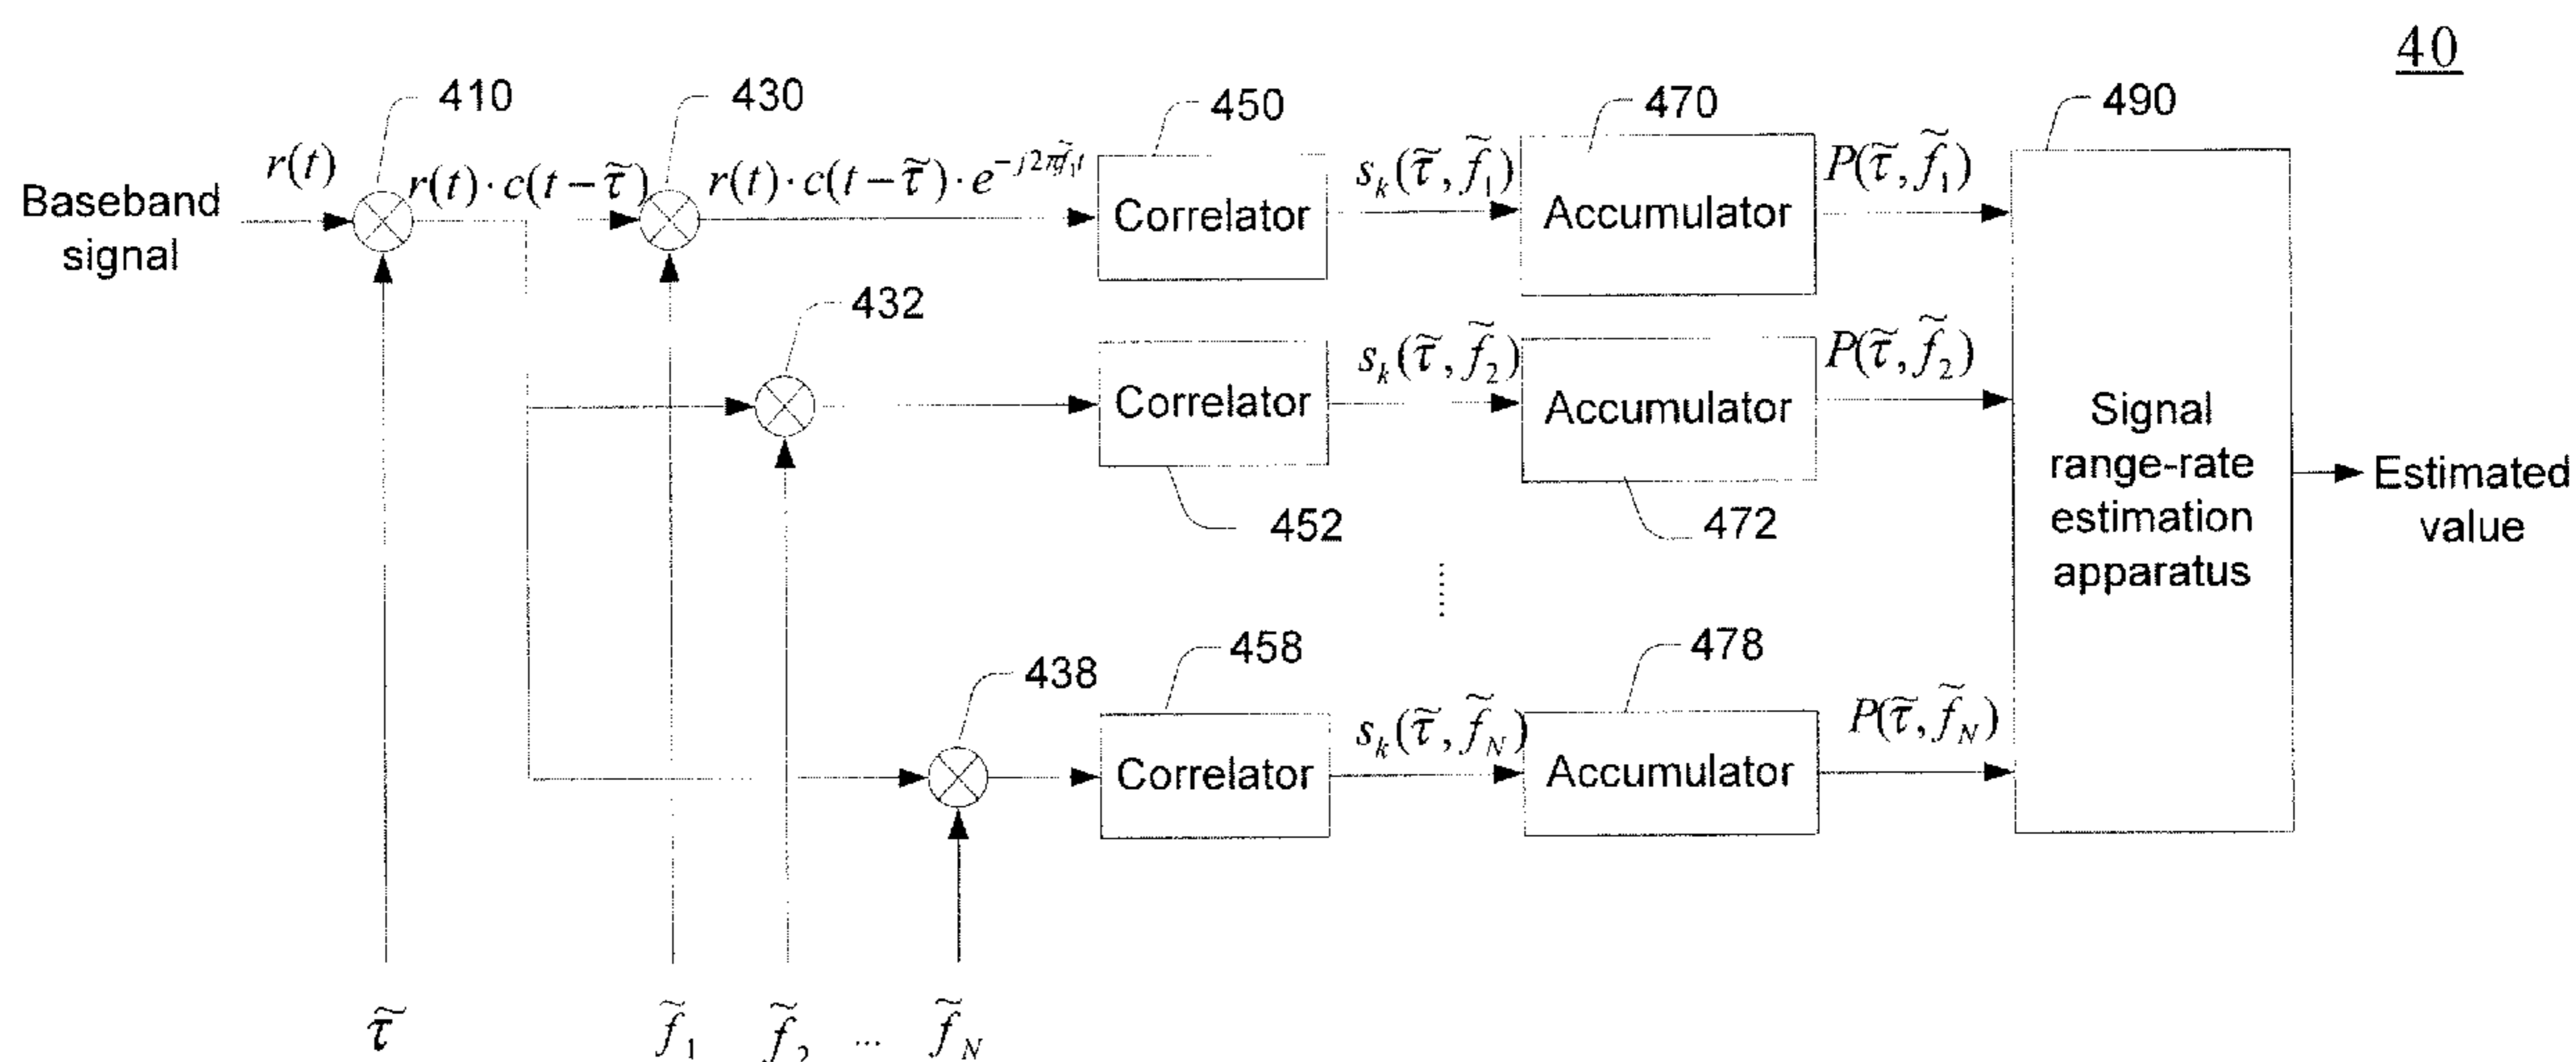 40
410
430
450
470
490
r(t)
r(t)·c(t−τ̃)
r(t)·c(t−τ̃)·e^{−j2πf̃₁t}
s_k(τ̃, f̃₁)
P(τ̃, f̃₁)
Baseband
signal
Correlator
Accumulator
432
s_k(τ̃, f̃₂)
P(τ̃, f̃₂)
Correlator
Accumulator
452
472
Signal
range-rate
estimation
apparatus
Estimated
value
......
438
458
478
s_k(τ̃, f̃_N)
P(τ̃, f̃_N)
Correlator
Accumulator
τ̃
f̃₁
f̃₂
...
f̃_N